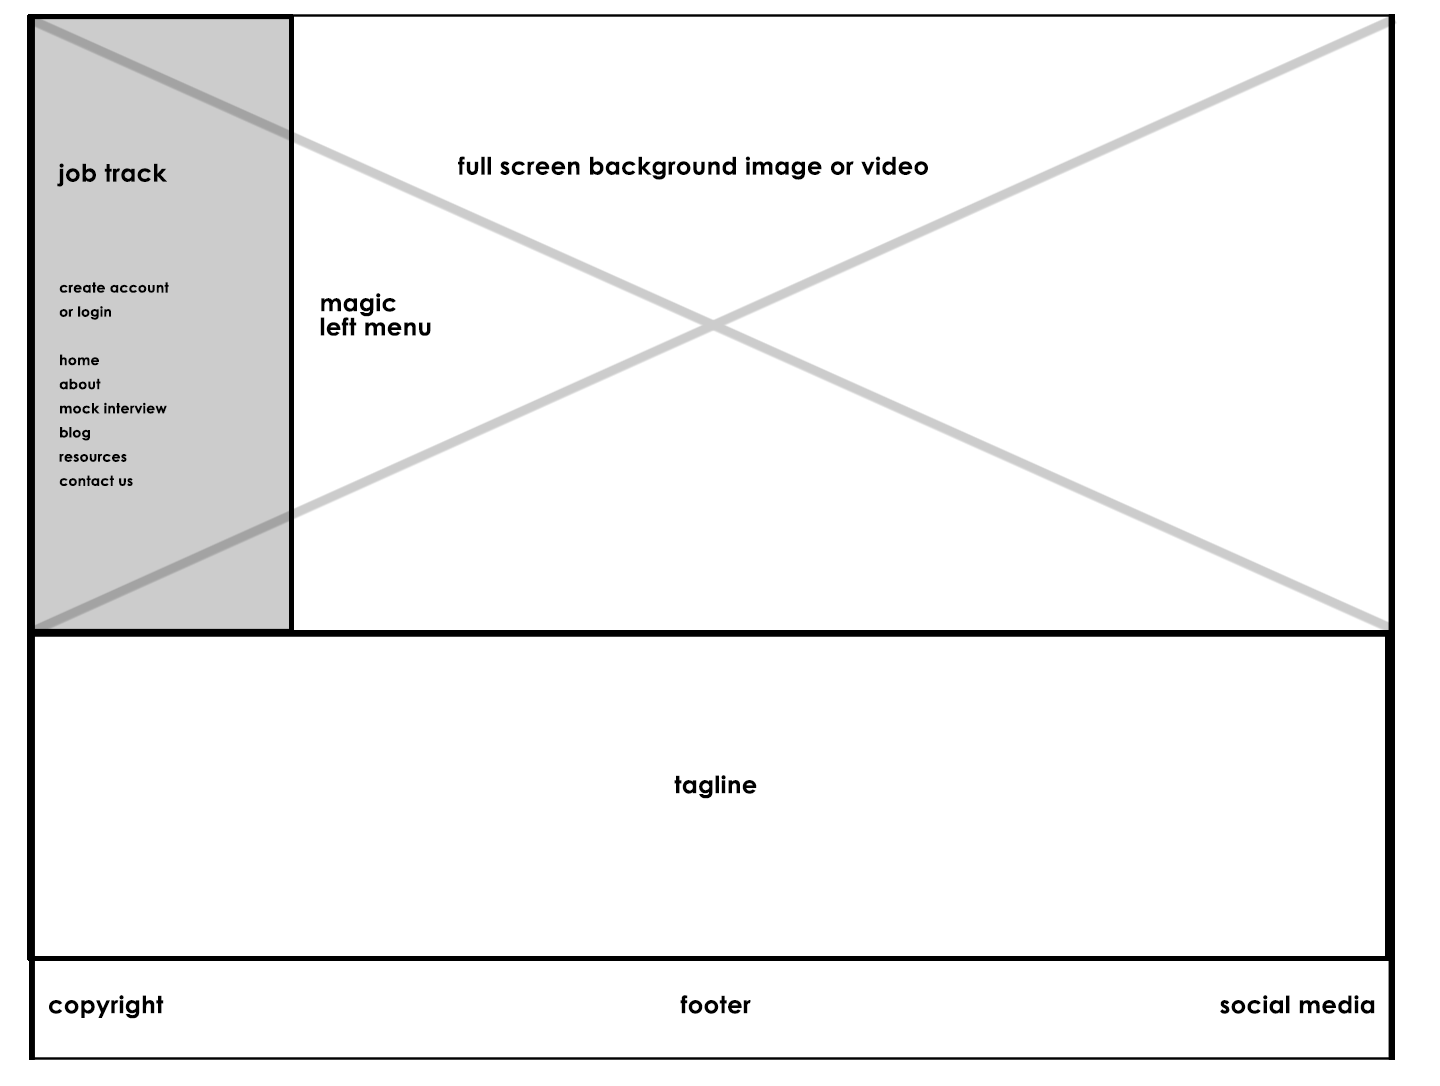 job track
create account
or login
home
about
mock interview
blog
resources
contact us
full screen background image or video
magic
left menu
tagline
copyright
footer
social media